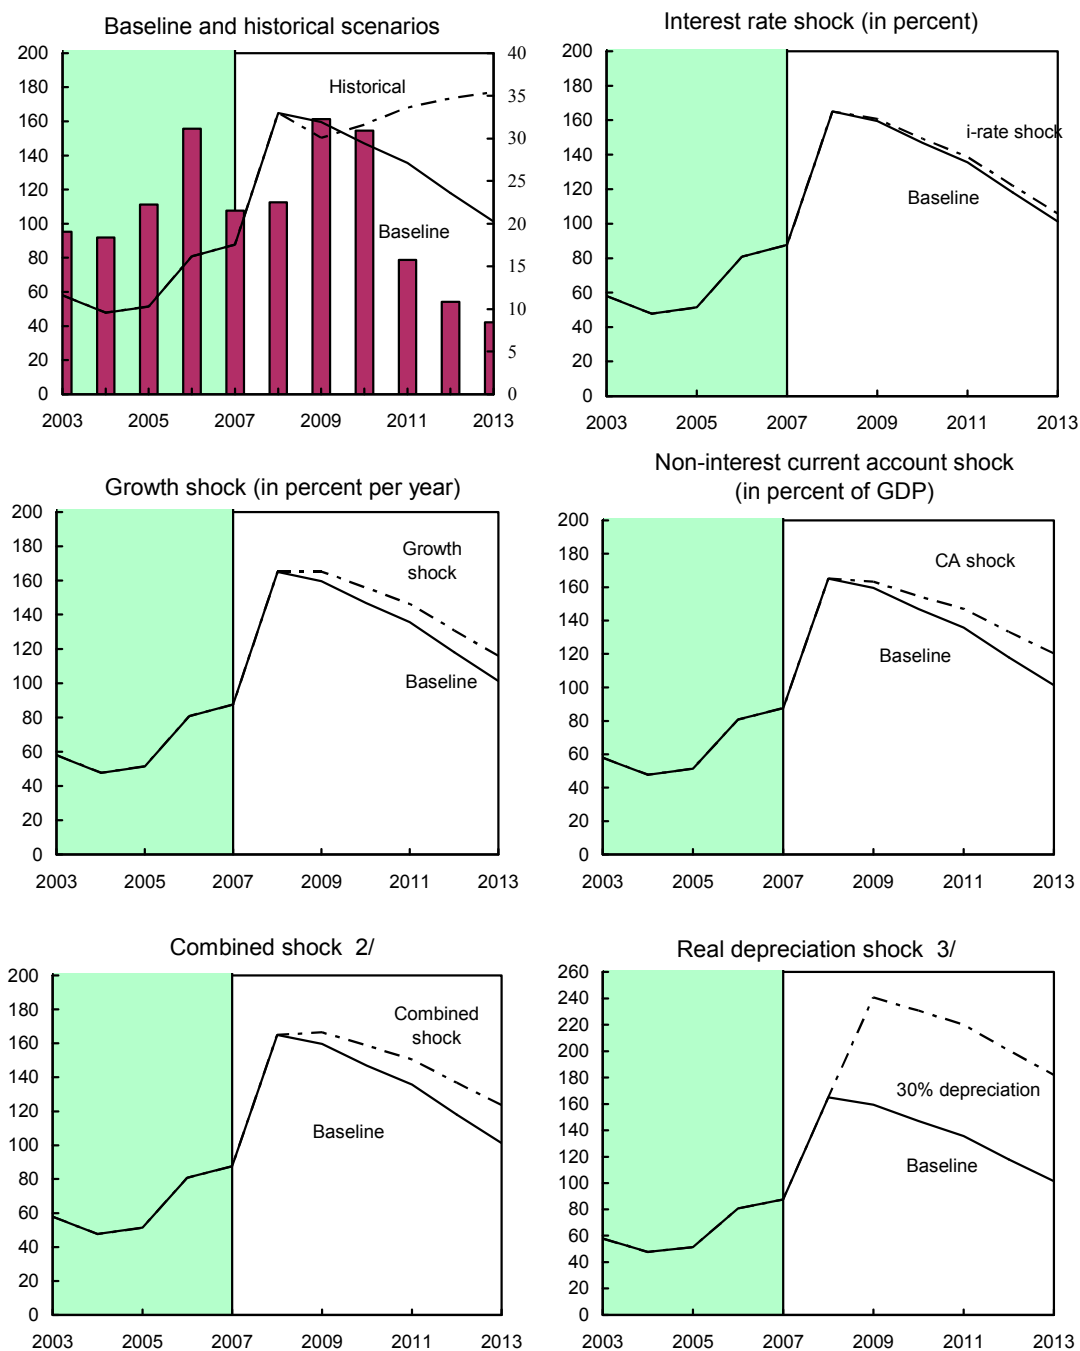 Baseline and historical scenarios
200
180
160
140
120
100
80
60
40
20
0
40
35
30
25
20
15
10
5
0
Historical
Baseline
2003 2005 2007 2009 2011 2013
Interest rate shock (in percent)
200
180
160
140
120
100
80
60
40
20
0
i-rate shock
Baseline
2003 2005 2007 2009 2011 2013
Growth shock (in percent per year)
200
180
160
140
120
100
80
60
40
20
0
Growth
shock
Baseline
2003 2005 2007 2009 2011 2013
Non-interest current account shock
(in percent of GDP)
200
180
160
140
120
100
80
60
40
20
0
CA shock
Baseline
2003 2005 2007 2009 2011 2013
Combined shock 2/
200
180
160
140
120
100
80
60
40
20
0
Combined
shock
Baseline
2003 2005 2007 2009 2011 2013
Real depreciation shock 3/
260
240
220
200
180
160
140
120
100
80
60
40
20
0
30% depreciation
Baseline
2003 2005 2007 2009 2011 2013